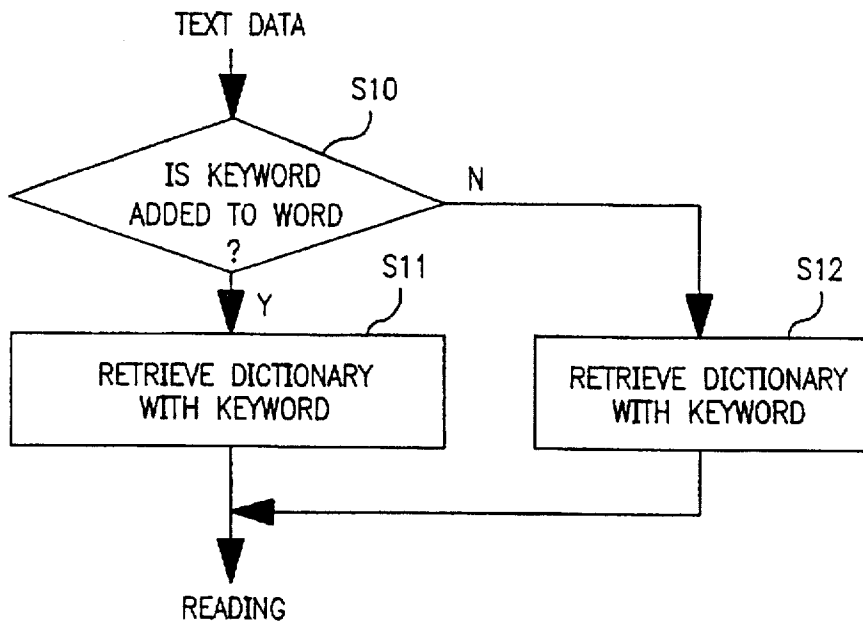 TEXT DATA
S10
IS KEYWORD
ADDED TO WORD
?
N
Y
S11
RETRIEVE DICTIONARY
WITH KEYWORD
S12
RETRIEVE DICTIONARY
WITH KEYWORD
READING